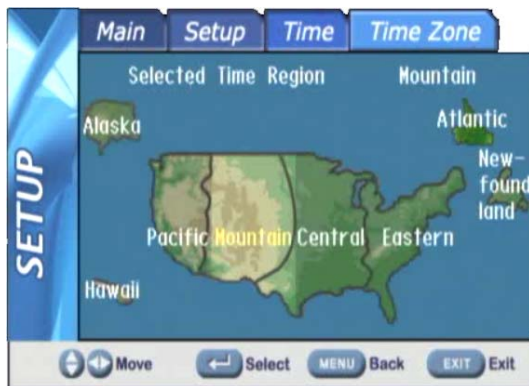 Main Setup Time Time Zone
Selected Time Region Mountain
Alaska
Atlantic
New-
found
land
Pacific Mountain Central Eastern
Hawaii
SETUP
Move Select MENU Back EXIT Exit